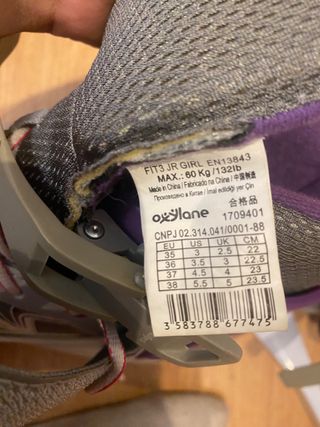 FIT3 JR GIRL EN13843
MAX.: 60 Kg /132lb
Made in China / Fabricado na China / 中国制造
Произведено в Китае / Imal edildiği yer Çin
oxylane 合格品
1709401
CNPJ 02.314.041/0001-88
EU US UK CM
35 3 2.5 22
36 3.5 3 22.5
37 4.5 4 23
38 5.5 5 23.5
3 583788 677475